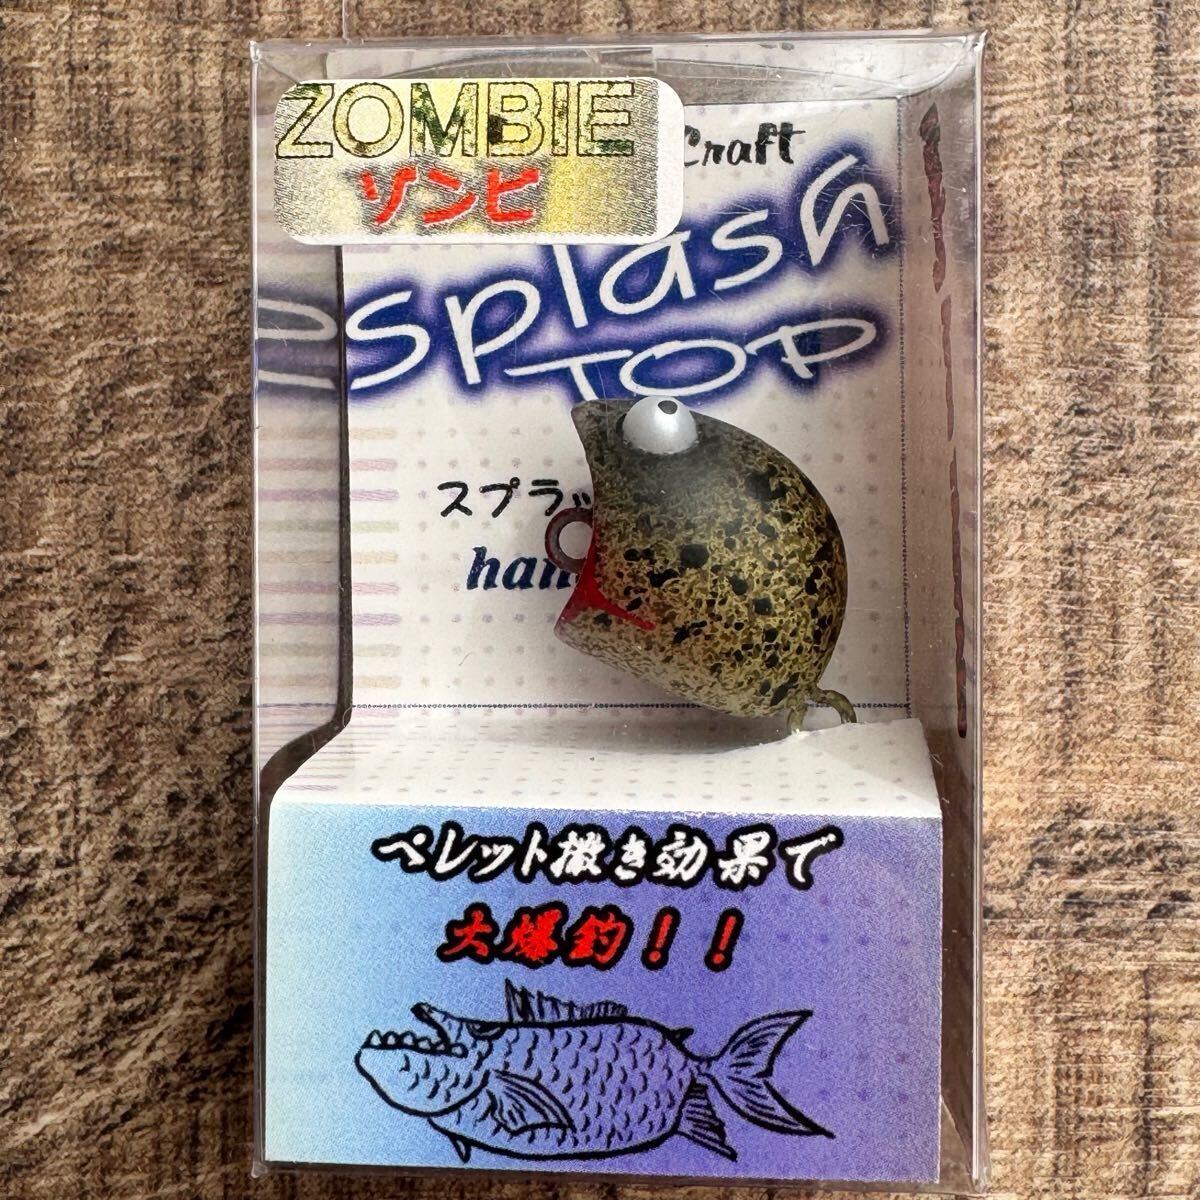 ZOMBIE
ゾンビ
Craft
splash
TOP
スプラッ
han
ペレット撒き効果で
大爆釣！！